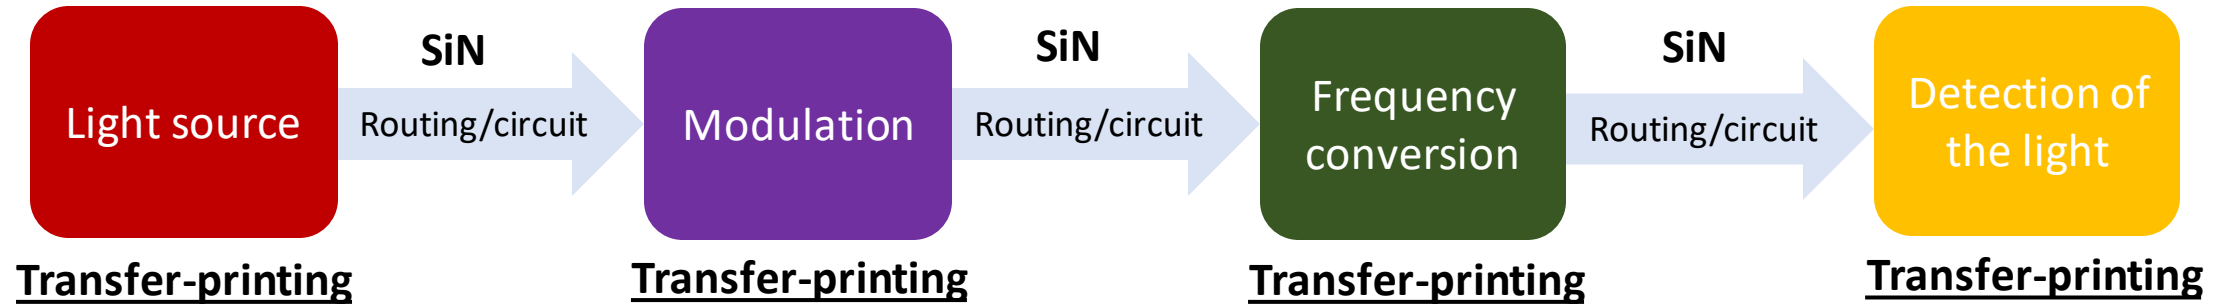 SiN
SiN
SiN
Light source
Routing/circuit
Modulation
Routing/circuit
Frequency
conversion
Routing/circuit
Detection of
the light
Transfer-printing
Transfer-printing
Transfer-printing
Transfer-printing